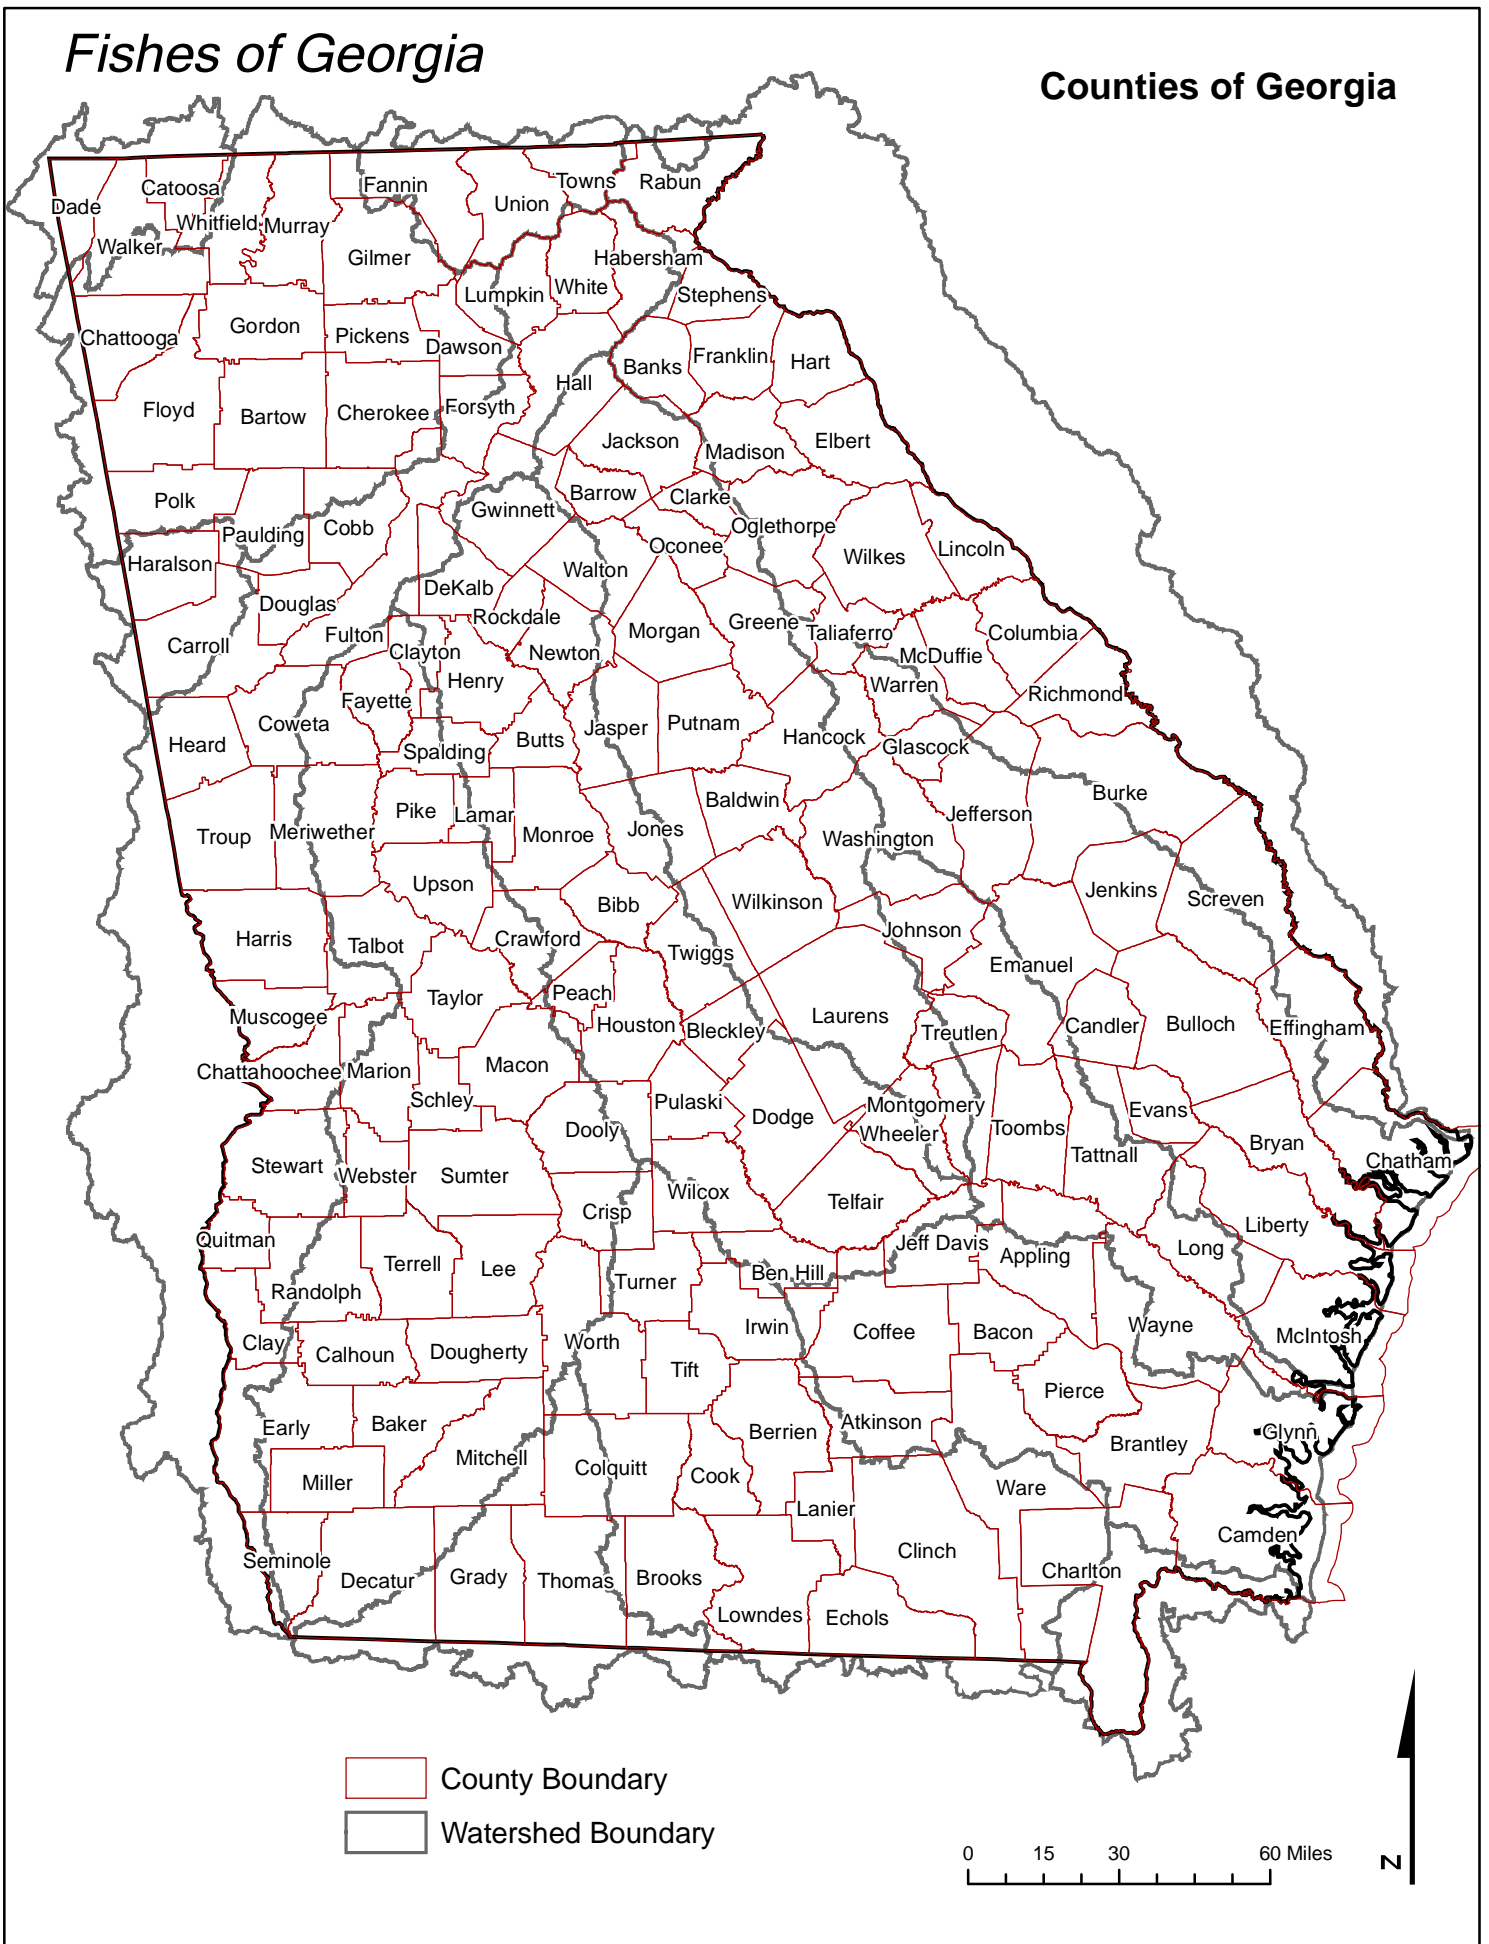 Fishes of Georgia
Counties of Georgia
Dade
Catoosa
Fannin
Towns
Rabun
Union
Whitfield
Murray
Walker
Gilmer
Habersham
White
Lumpkin
Stephens
Chattooga
Gordon
Pickens
Dawson
Banks
Franklin
Hart
Hall
Floyd
Bartow
Cherokee
Forsyth
Jackson
Madison
Elbert
Polk
Barrow
Clarke
Gwinnett
Paulding
Cobb
Oglethorpe
Oconee
Wilkes
Lincoln
Haralson
Walton
DeKalb
Douglas
Rockdale
Greene
Fulton
Morgan
Taliaferro
Columbia
Carroll
Clayton
Newton
McDuffie
Henry
Warren
Fayette
Richmond
Coweta
Jasper
Putnam
Heard
Spalding
Butts
Hancock
Glascock
Baldwin
Burke
Pike
Lamar
Jefferson
Troup
Meriwether
Monroe
Jones
Washington
Upson
Bibb
Wilkinson
Jenkins
Screven
Harris
Talbot
Crawford
Johnson
Twiggs
Emanuel
Taylor
Peach
Muscogee
Houston
Bleckley
Laurens
Treutlen
Candler
Bulloch
Effingham
Chattahoochee
Marion
Macon
Schley
Pulaski
Dodge
Montgomery
Evans
Dooly
Wheeler
Toombs
Tattnall
Bryan
Chatham
Stewart
Webster
Sumter
Wilcox
Telfair
Crisp
Liberty
Quitman
Jeff Davis
Appling
Long
Terrell
Lee
Turner
Ben Hill
Randolph
Clay
Calhoun
Dougherty
Worth
Irwin
Coffee
Bacon
Wayne
McIntosh
Tift
Pierce
Early
Baker
Berrien
Atkinson
Glynn
Brantley
Mitchell
Colquitt
Cook
Miller
Ware
Lanier
Camden
Clinch
Seminole
Decatur
Grady
Thomas
Brooks
Charlton
Lowndes
Echols
County Boundary
Watershed Boundary
0 15 30 60 Miles
N